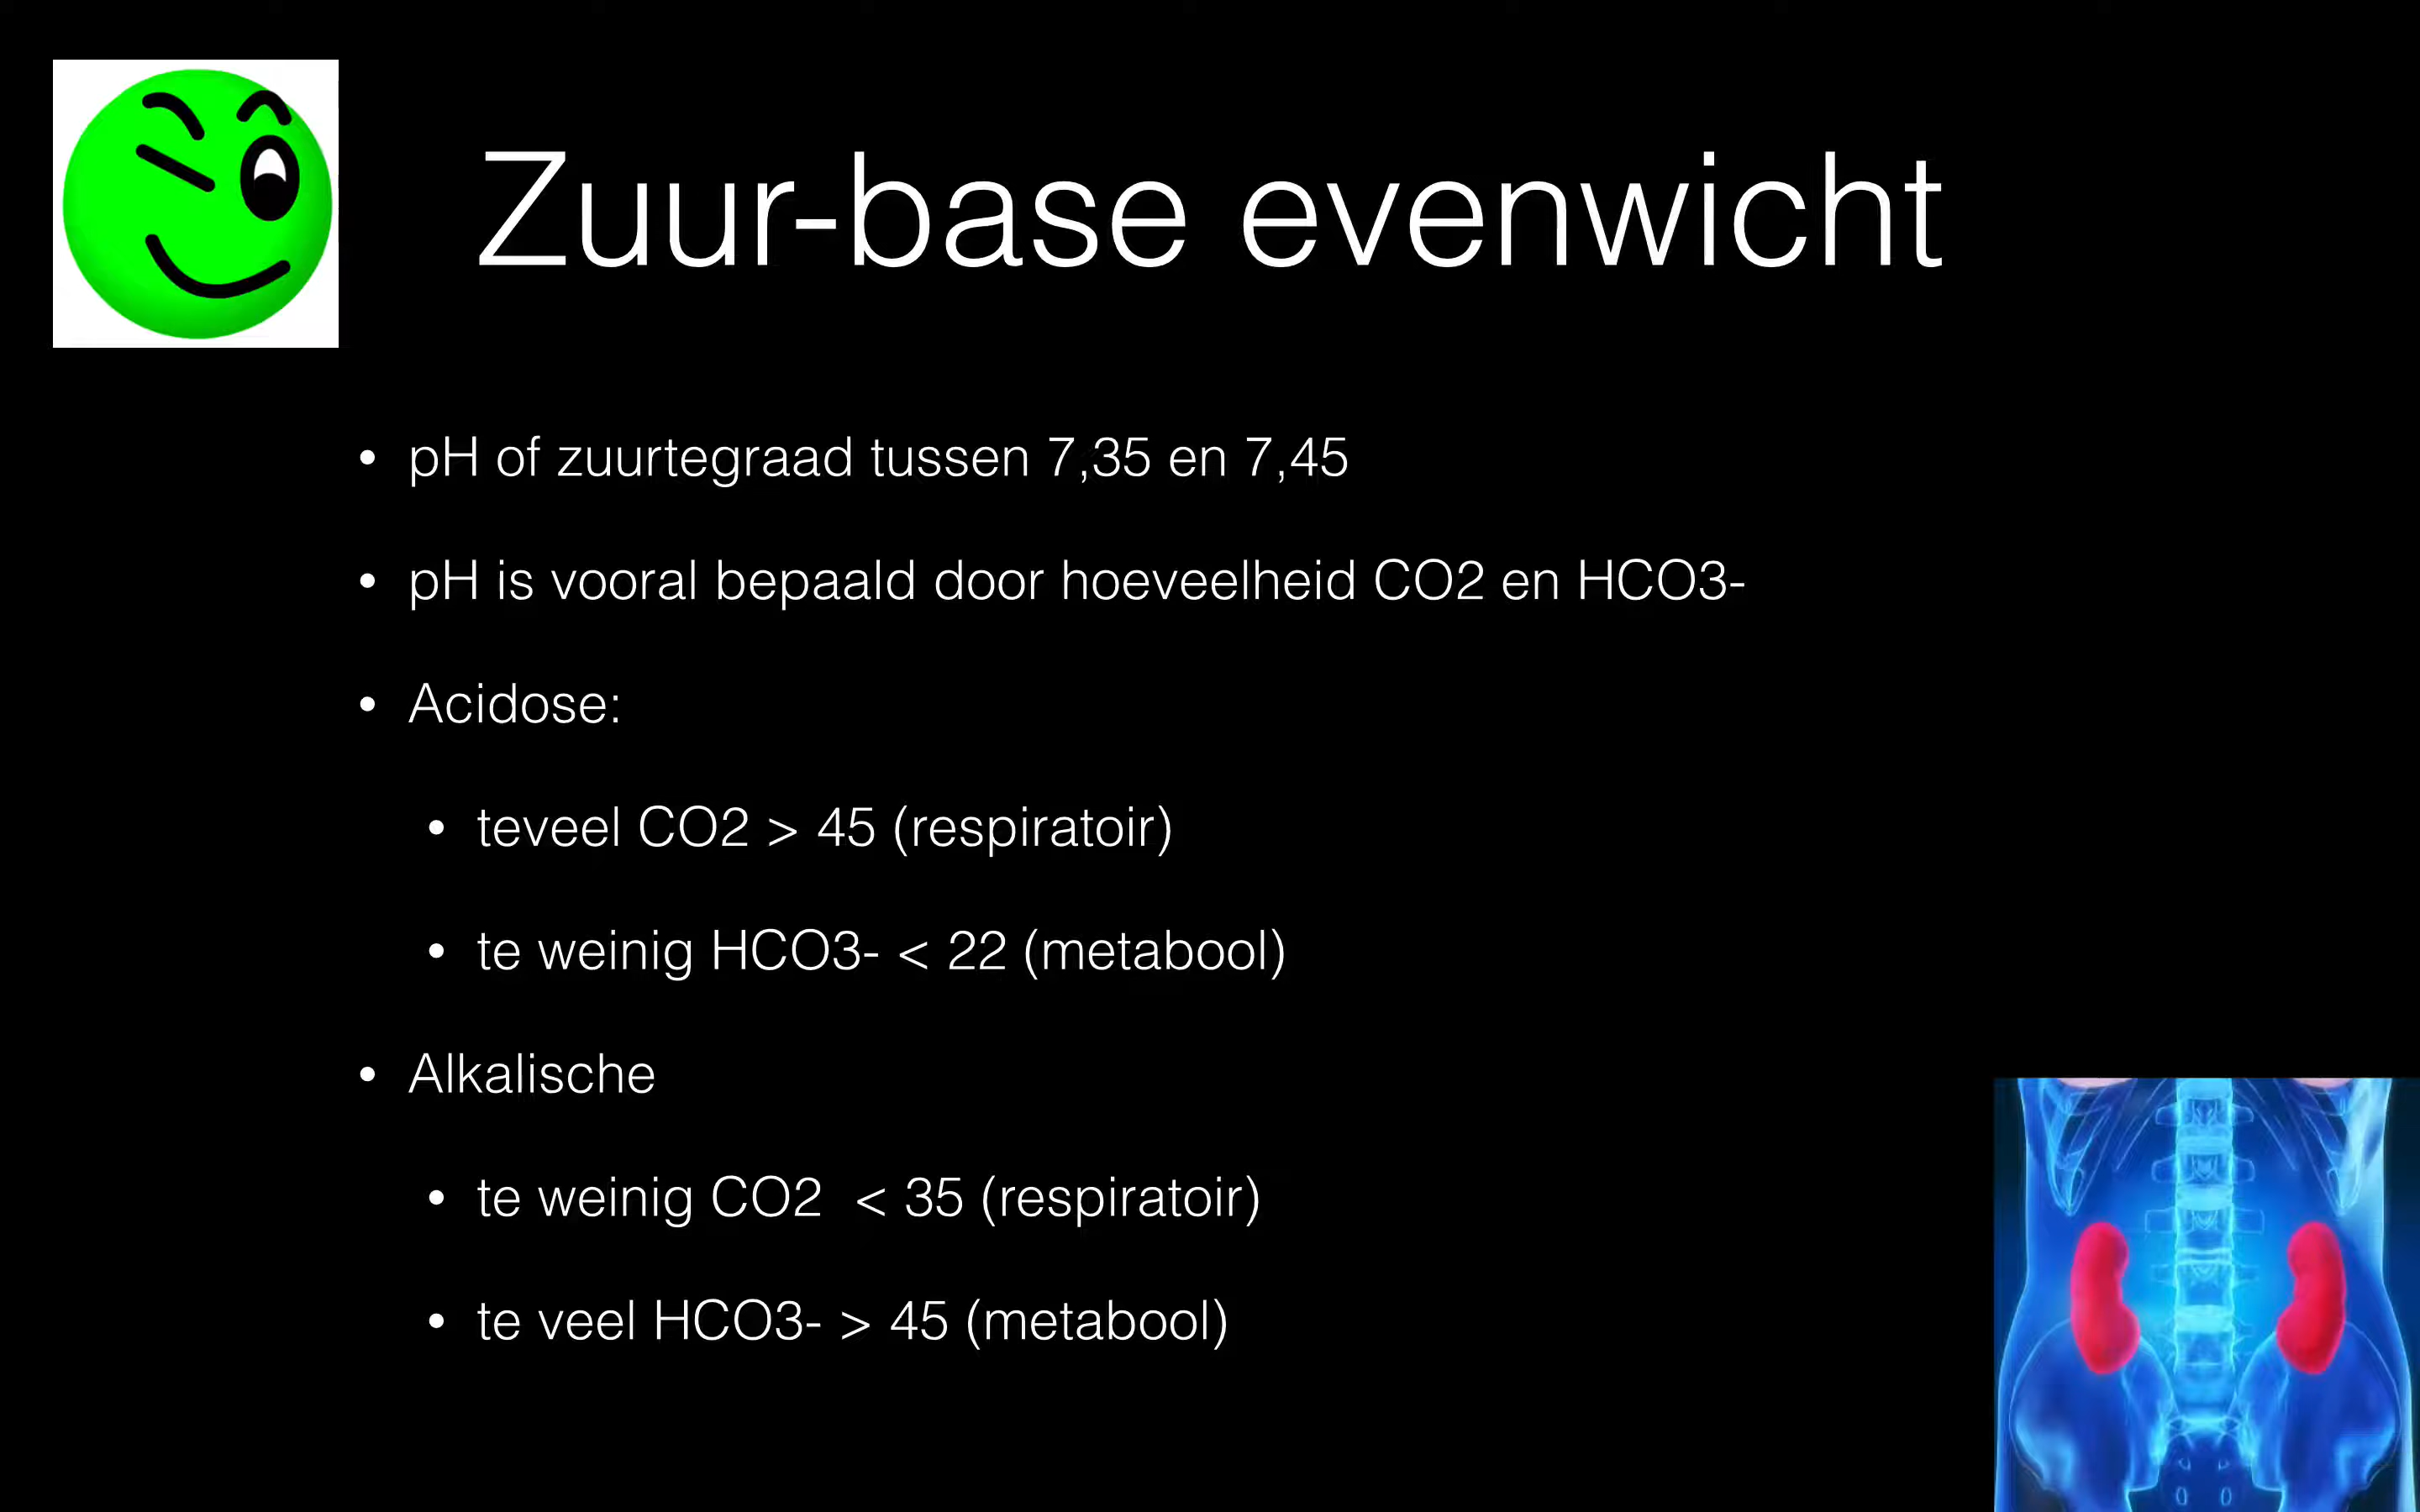 Zuur-base evenwicht
• pH of zuurtegraad tussen 7,35 en 7,45
• pH is vooral bepaald door hoeveelheid CO2 en HCO3-
• Acidose:
• teveel CO2 > 45 (respiratoir)
• te weinig HCO3- < 22 (metabool)
• Alkalische
• te weinig CO2  < 35 (respiratoir)
• te veel HCO3- > 45 (metabool)